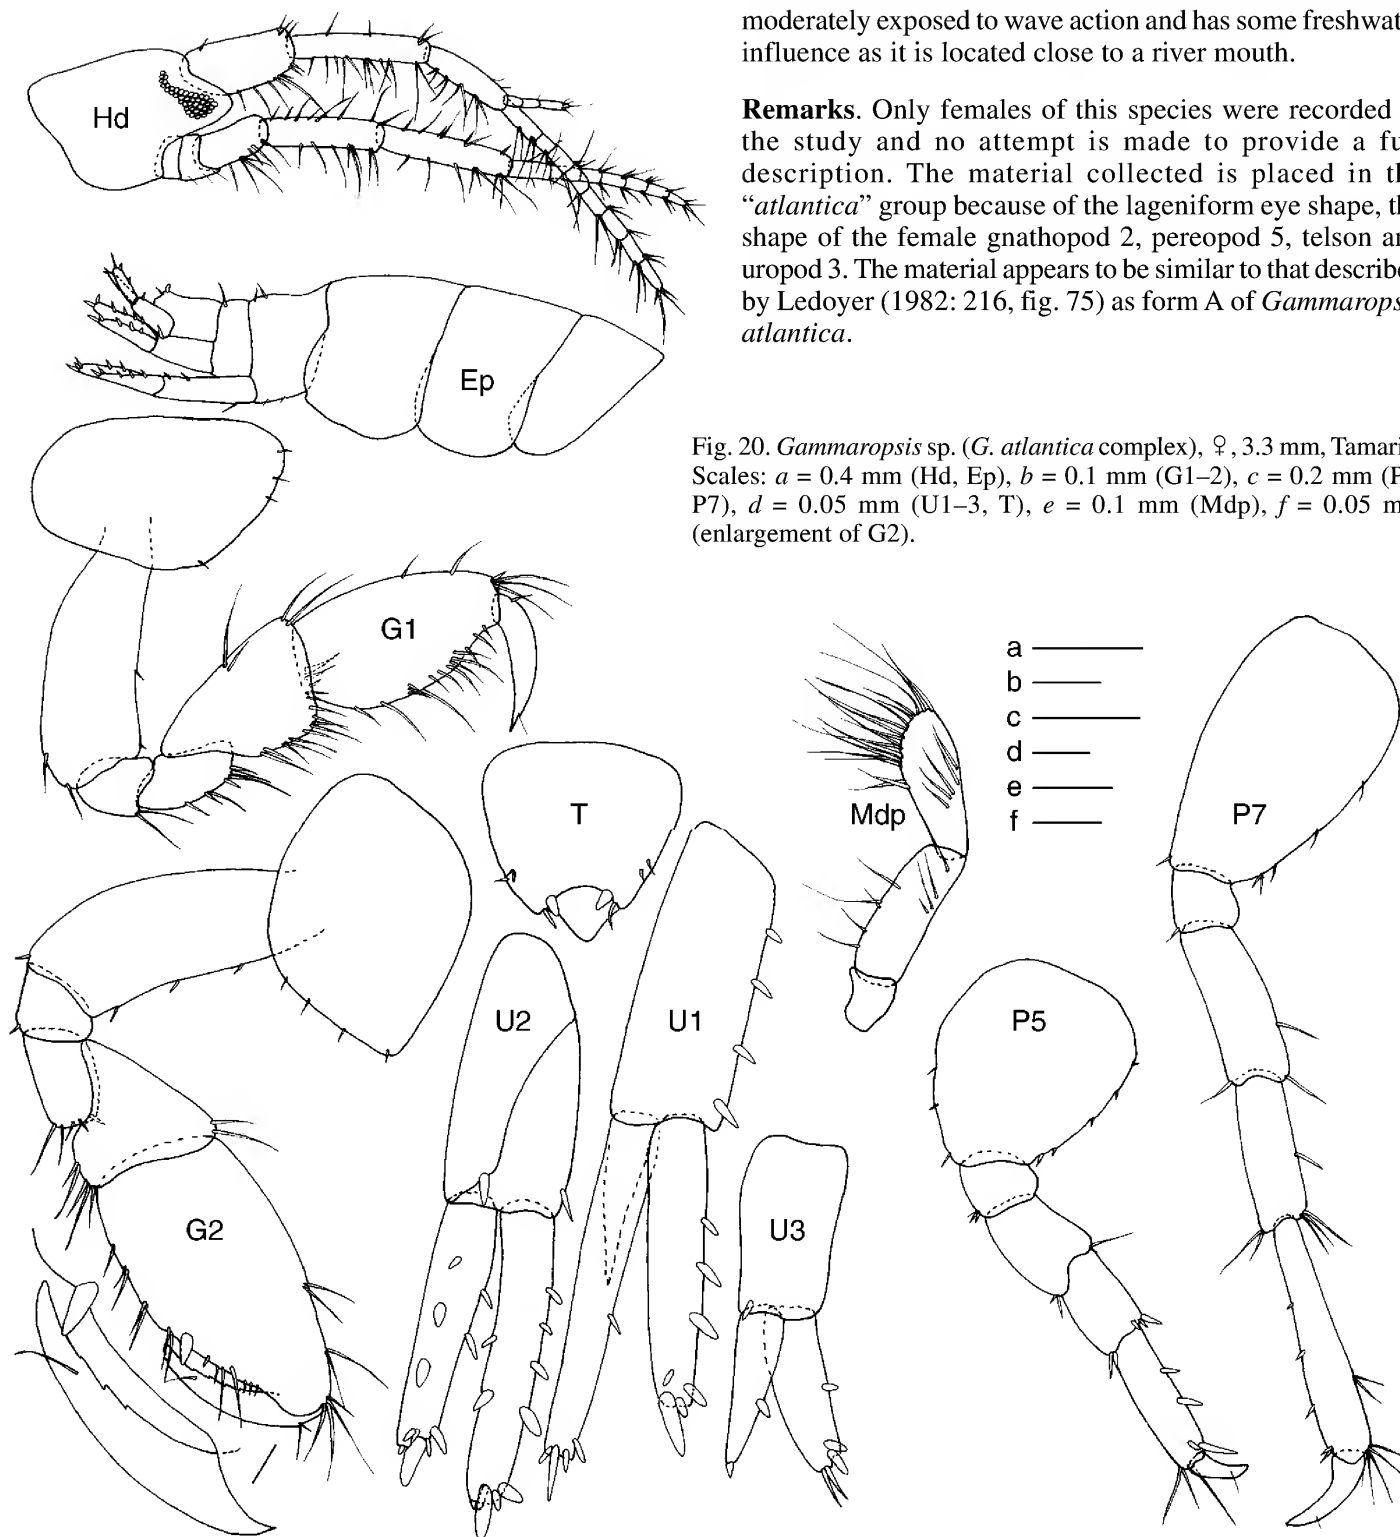 moderately exposed to wave action and has some freshwat
influence as it is located close to a river mouth.
Remarks. Only females of this species were recorded
the study and no attempt is made to provide a fu
description. The material collected is placed in th
“atlantica” group because of the lageniform eye shape, th
shape of the female gnathopod 2, pereopod 5, telson an
uropod 3. The material appears to be similar to that describe
by Ledoyer (1982: 216, fig. 75) as form A of Gammarops
atlantica.
Fig. 20. Gammaropsis sp. (G. atlantica complex), ♀, 3.3 mm, Tamari
Scales: a = 0.4 mm (Hd, Ep), b = 0.1 mm (G1–2), c = 0.2 mm (P
P7), d = 0.05 mm (U1–3, T), e = 0.1 mm (Mdp), f = 0.05 m
(enlargement of G2).
Hd
Ep
G1
T
Mdp
a
b
c
d
e
f
P7
U2
U1
P5
G2
U3